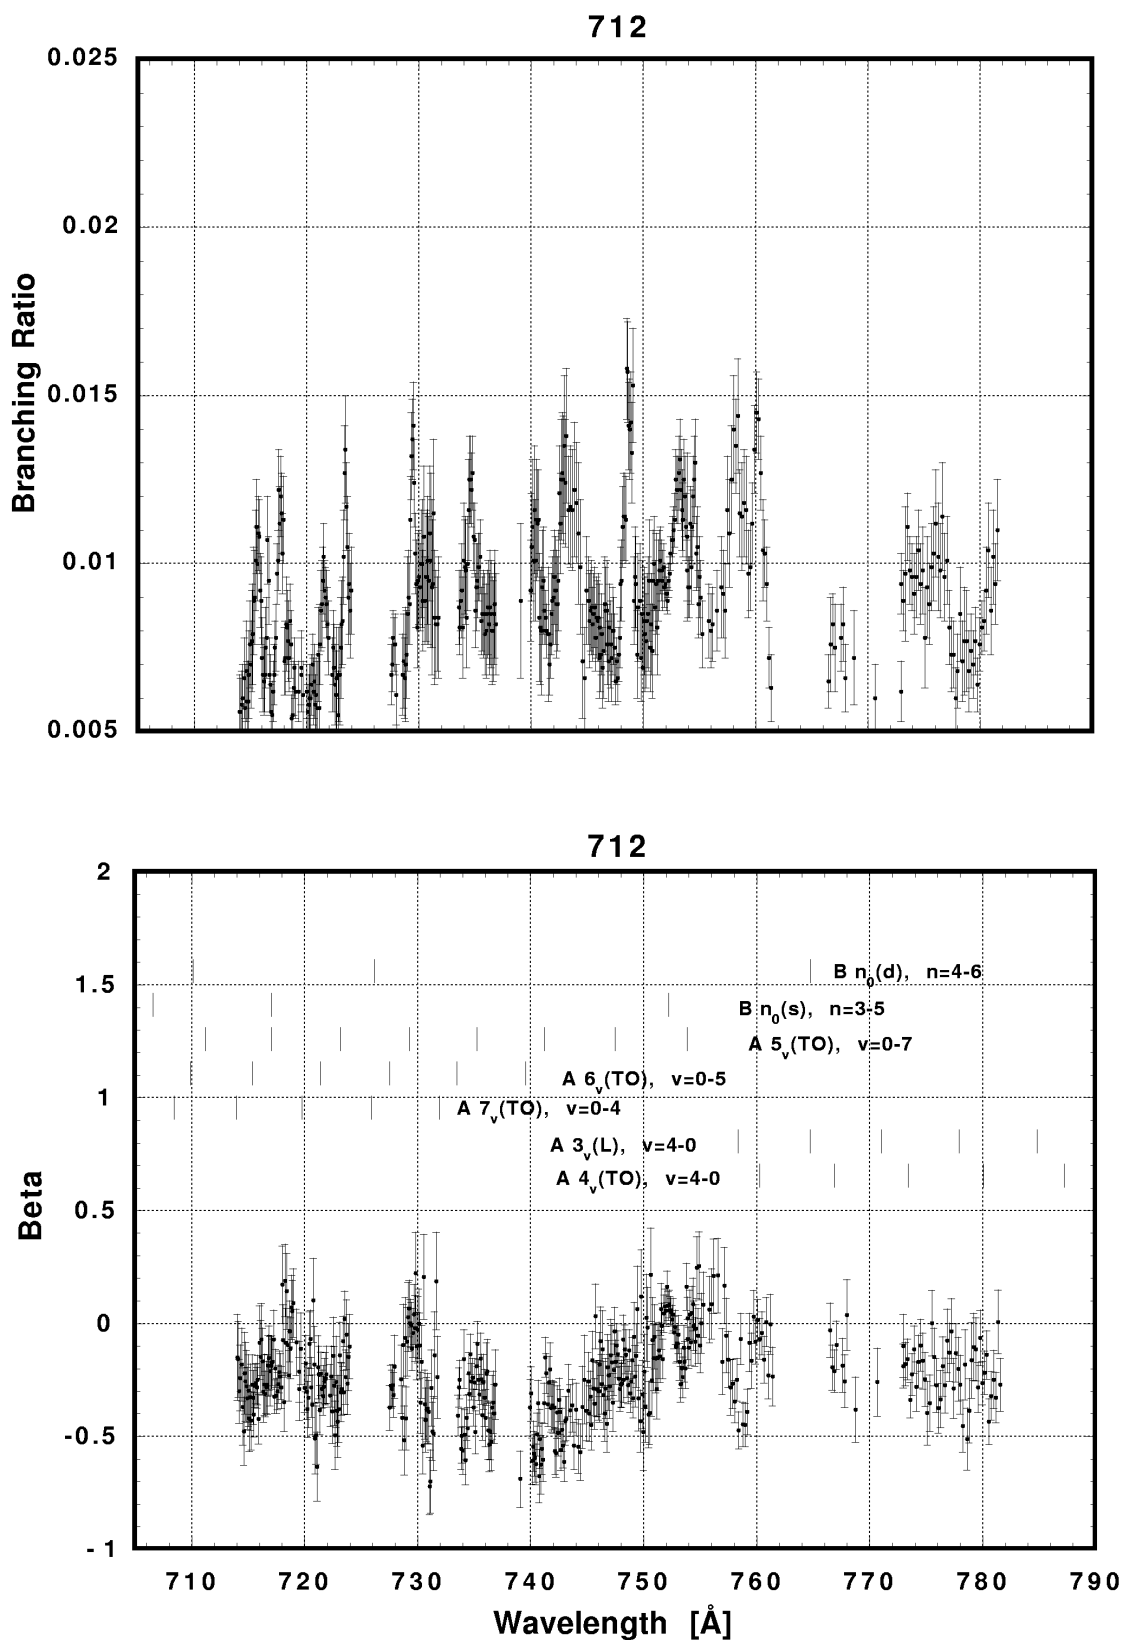 712
0.025
0.02
0.015
0.01
0.005
Branching Ratio
712
2
1.5
1
0.5
0
-0.5
-1
Beta
B n0(d), n=4-6
B n0(s), n=3-5
A 5v(TO), v=0-7
A 6v(TO), v=0-5
A 7v(TO), v=0-4
A 3v(L), v=4-0
A 4v(TO), v=4-0
710 720 730 740 750 760 770 780 790
Wavelength [Å]